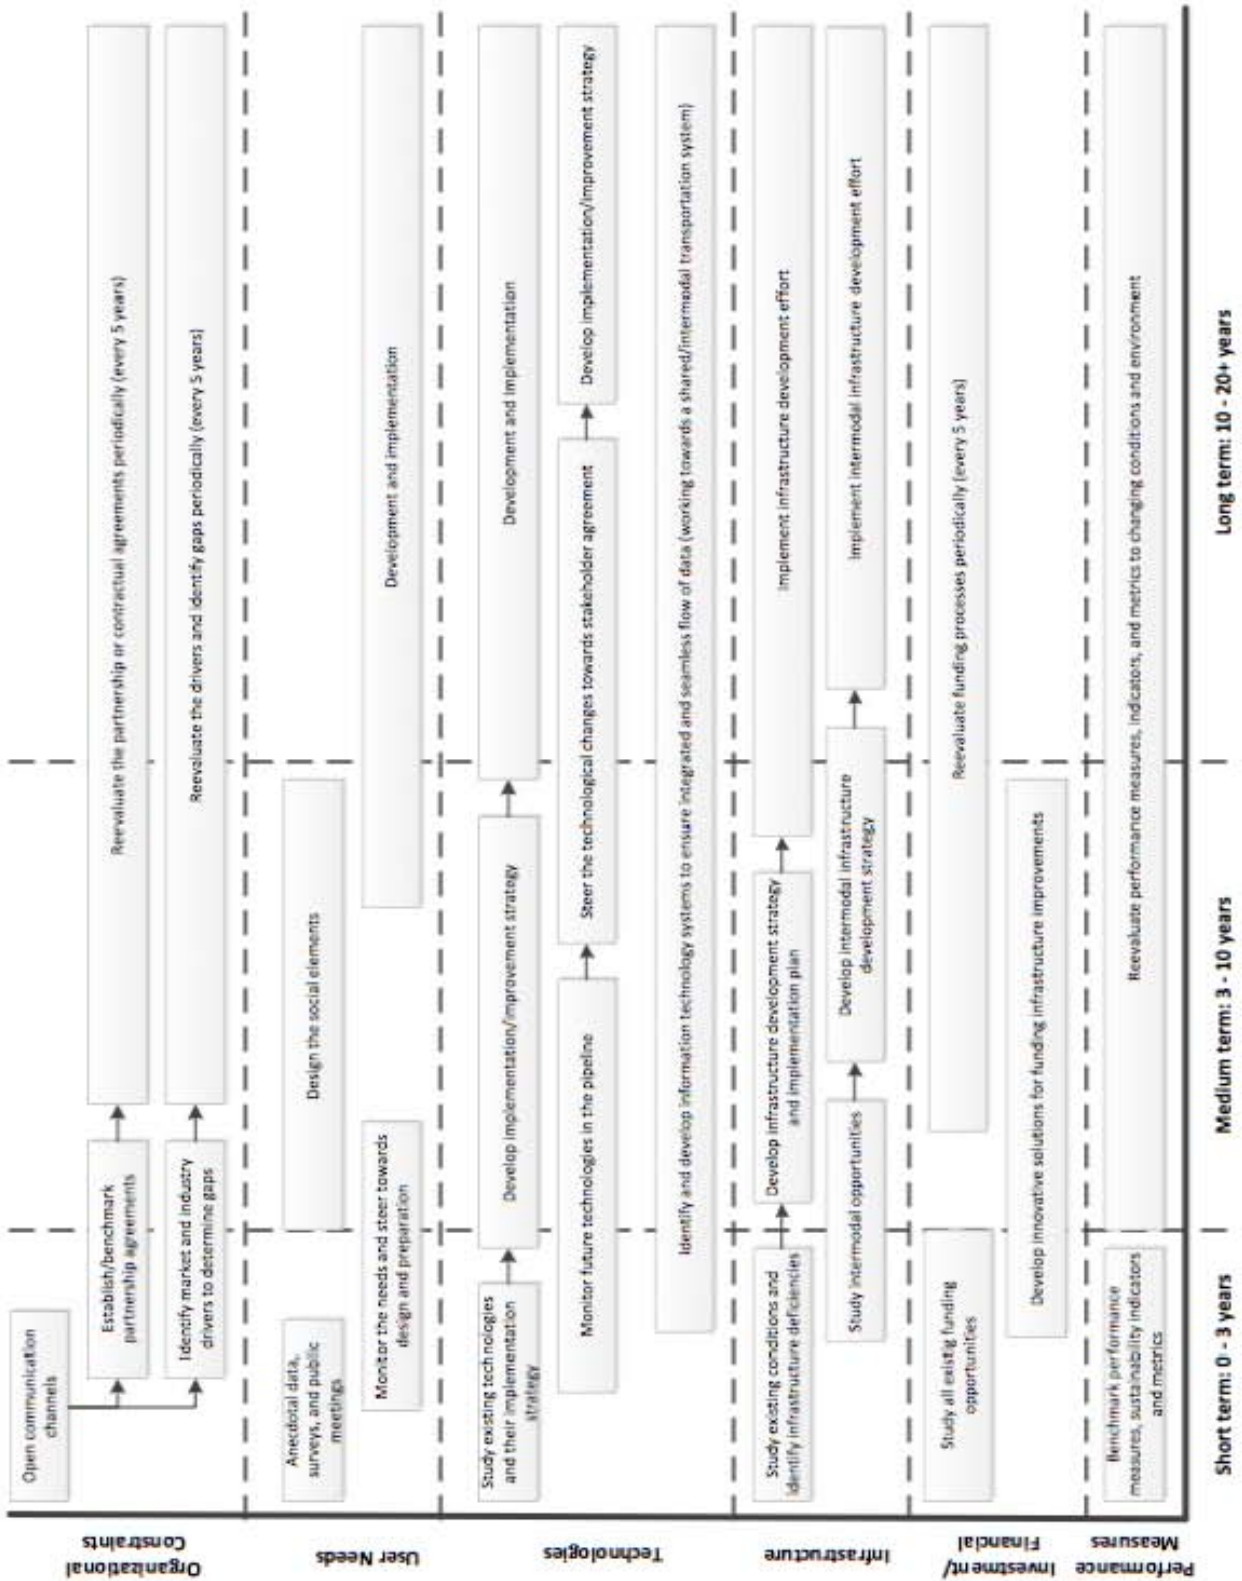 Organizational
Constraints
Open communication
channels
Establish/benchmark
partnership agreements
Reevaluate the partnership or contractual agreements periodically (every 5 years)
Identify market and industry
drivers to determine gaps
Reevaluate the drivers and identify gaps periodically (every 5 years)
User Needs
Anecdotal data,
surveys, and public
meetings
Design the social elements
Monitor the needs and steer towards
design and preparation
Development and implementation
Technologies
Study existing technologies
and their implementation
strategy
Develop implementation/improvement strategy
Development and implementation
Monitor future technologies in the pipeline
Steer the technological changes towards stakeholder agreement
Develop implementation/improvement strategy
Identify and develop information technology systems to ensure integrated and seamless flow of data (working towards a shared/intermodal transportation system)
Infrastructure
Study existing conditions and
identify infrastructure deficiencies
Develop infrastructure development strategy
and implementation plan
Implement infrastructure development effort
Study intermodal opportunities
Develop intermodal infrastructure
development strategy
Implement intermodal infrastructure development effort
Investment/
Financial
Study all existig funding
opportunities
Reevaluate funding processes periodically (every 5 years)
Develop innovative solutions for funding infrastructure improvements
Performance
Measures
Benchmark performance
measures, sustainability indicators
and metrics
Reevaluate performance measures, indicators, and metrics to changing conditions and environment
Short term: 0 - 3 years
Medium term: 3 - 10 years
Long term: 10 - 20+ years